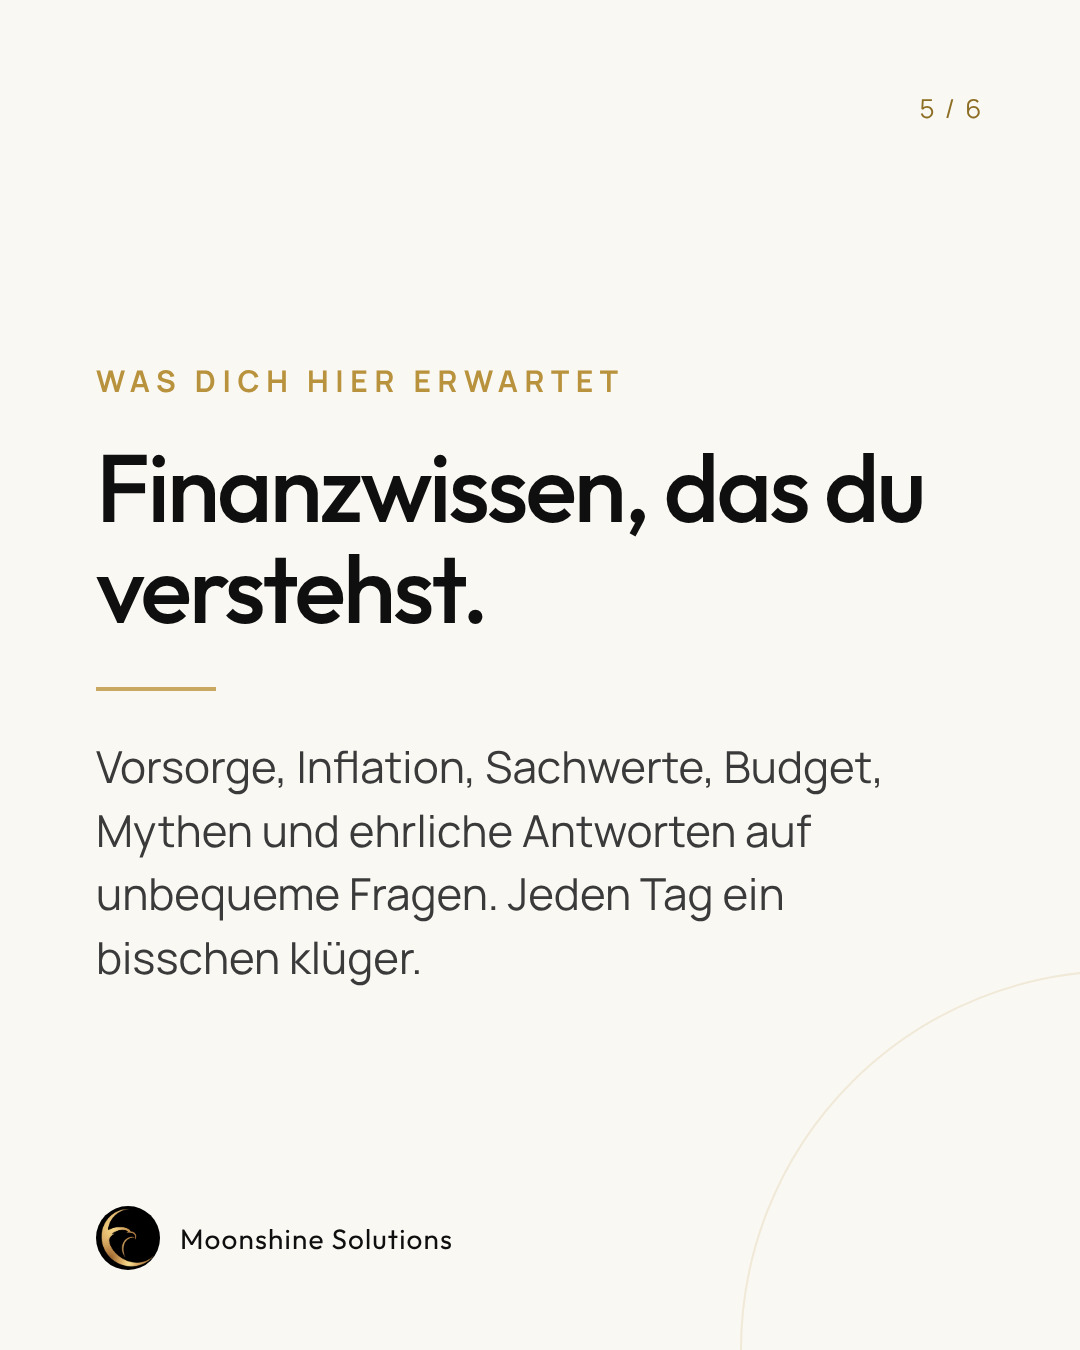 5 / 6
WAS DICH HIER ERWARTET
Finanzwissen, das du
verstehst.
Vorsorge, Inflation, Sachwerte, Budget,
Mythen und ehrliche Antworten auf
unbequeme Fragen. Jeden Tag ein
bisschen klüger.
Moonshine Solutions